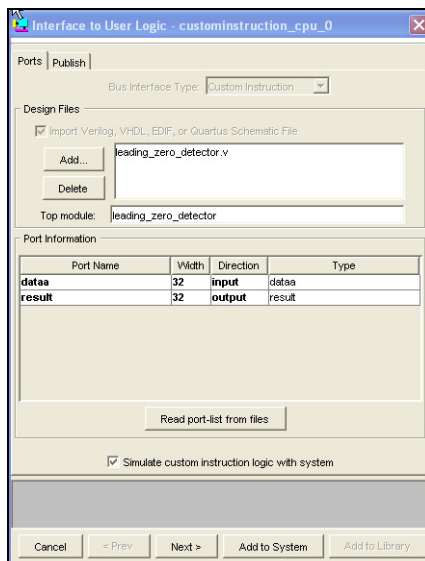 Interface to User Logic - custominstruction_cpu_0
Ports Publish
Bus Interface Type: Custom Instruction
Design Files
Import Verilog, VHDL, EDIF, or Quartus Schematic File
Add...
leading_zero_detector.v
Delete
Top module: leading_zero_detector
Port Information
Port Name Width Direction Type
dataa 32 input dataa
result 32 output result
Read port-list from files
Simulate custom instruction logic with system
Cancel < Prev Next > Add to System Add to Library